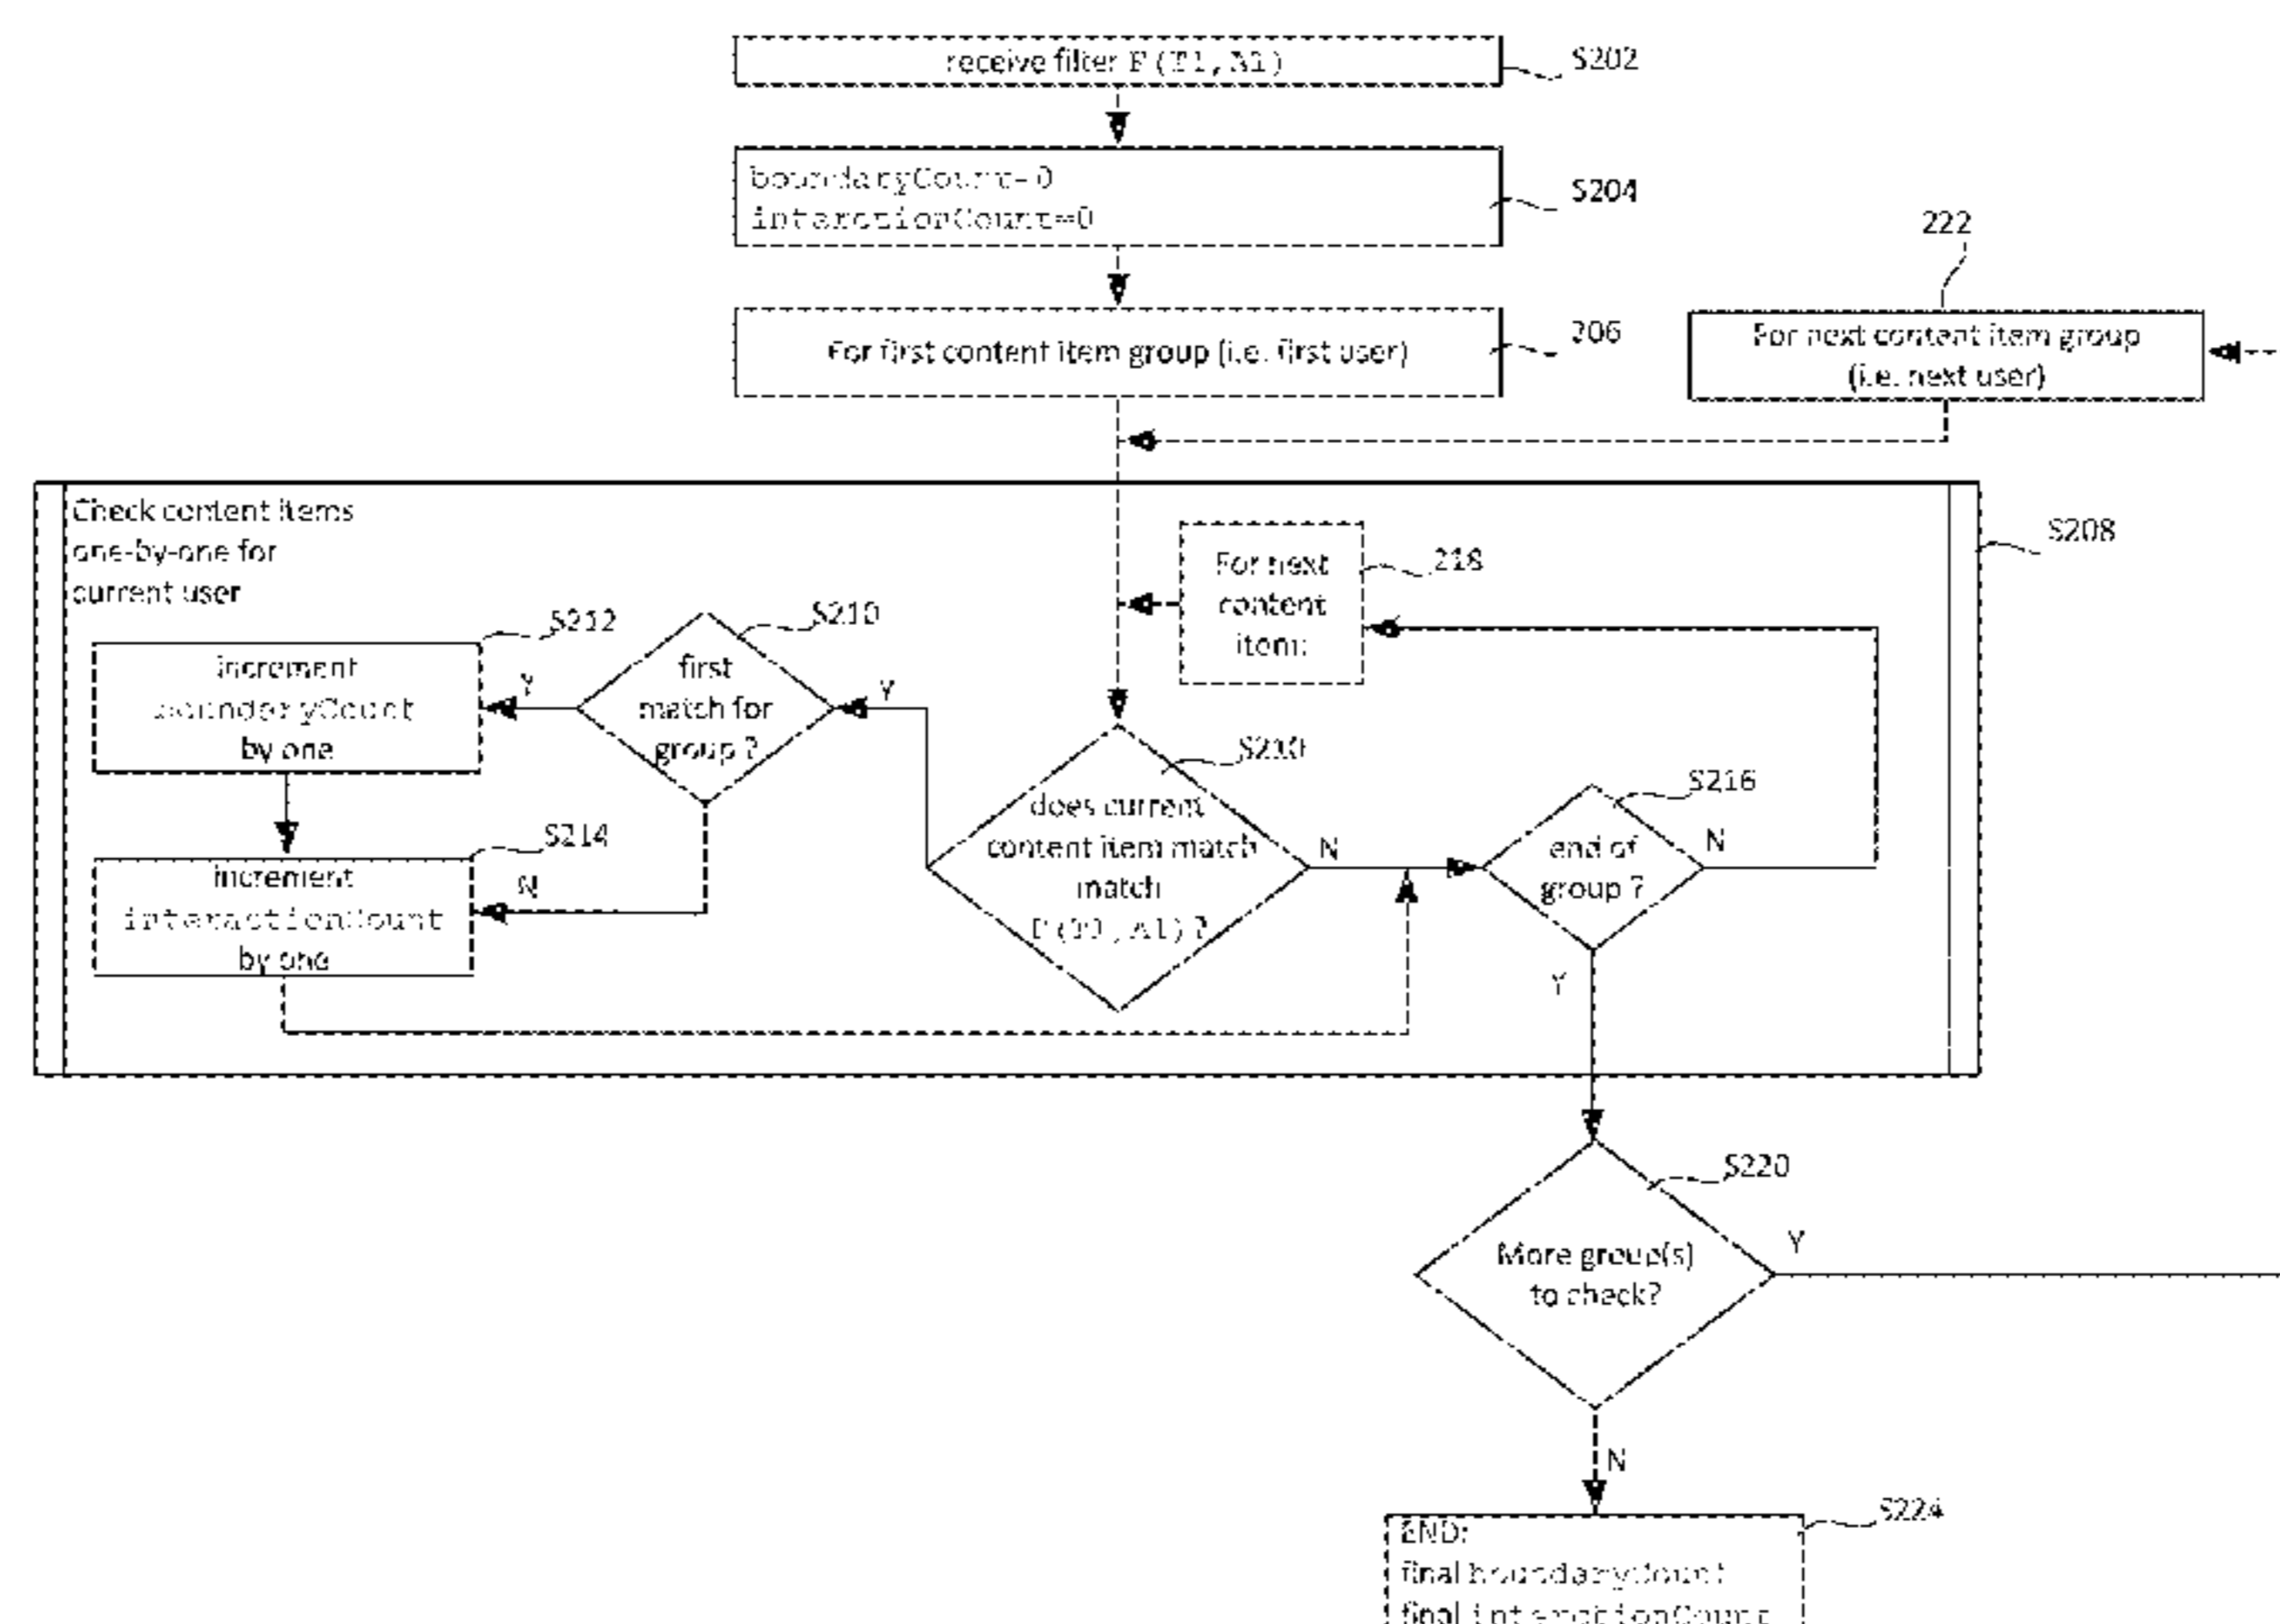 receive filter F(T1,A1)
S202
boundaryCount=0
intarctionCount=0
S204
222
For first content item group (i.e. first user)
206
For next content item group
(i.e. next user)
Check content items
one-by-one for
current user
S208
For next
content
item:
218
S212
S210
increment
boundaryCount
by one
Y
first
match for
group ?
Y
S210
does current
content item match
match
S214
increment
interactionCount
by one
N
N
S216
end of
group ?
N
Y
S220
More group(s)
to check?
Y
N
S224
END:
final boundaryCount
final interactionCount